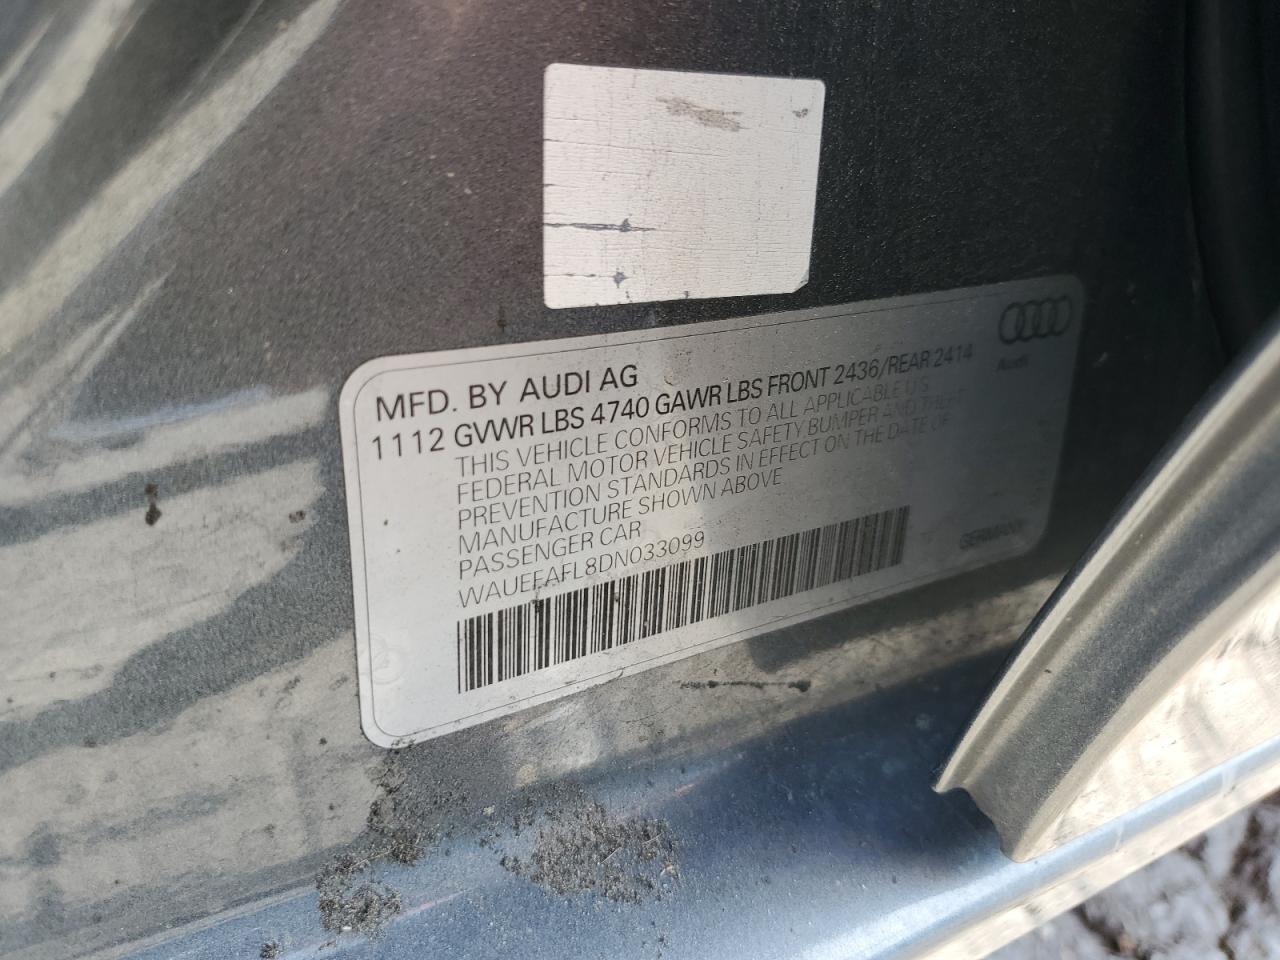 MFD. BY AUDI AG
1112 GVWR LBS 4740 GAWR LBS FRONT 2436/REAR 2414
THIS VEHICLE CONFORMS TO ALL APPLICABLE U.S.
FEDERAL MOTOR VEHICLE SAFETY BUMPER AND THEFT
PREVENTION STANDARDS IN EFFECT ON THE DATE OF
MANUFACTURE SHOWN ABOVE
PASSENGER CAR
WAUEFAFL8DN033099
Audi
GERMANY